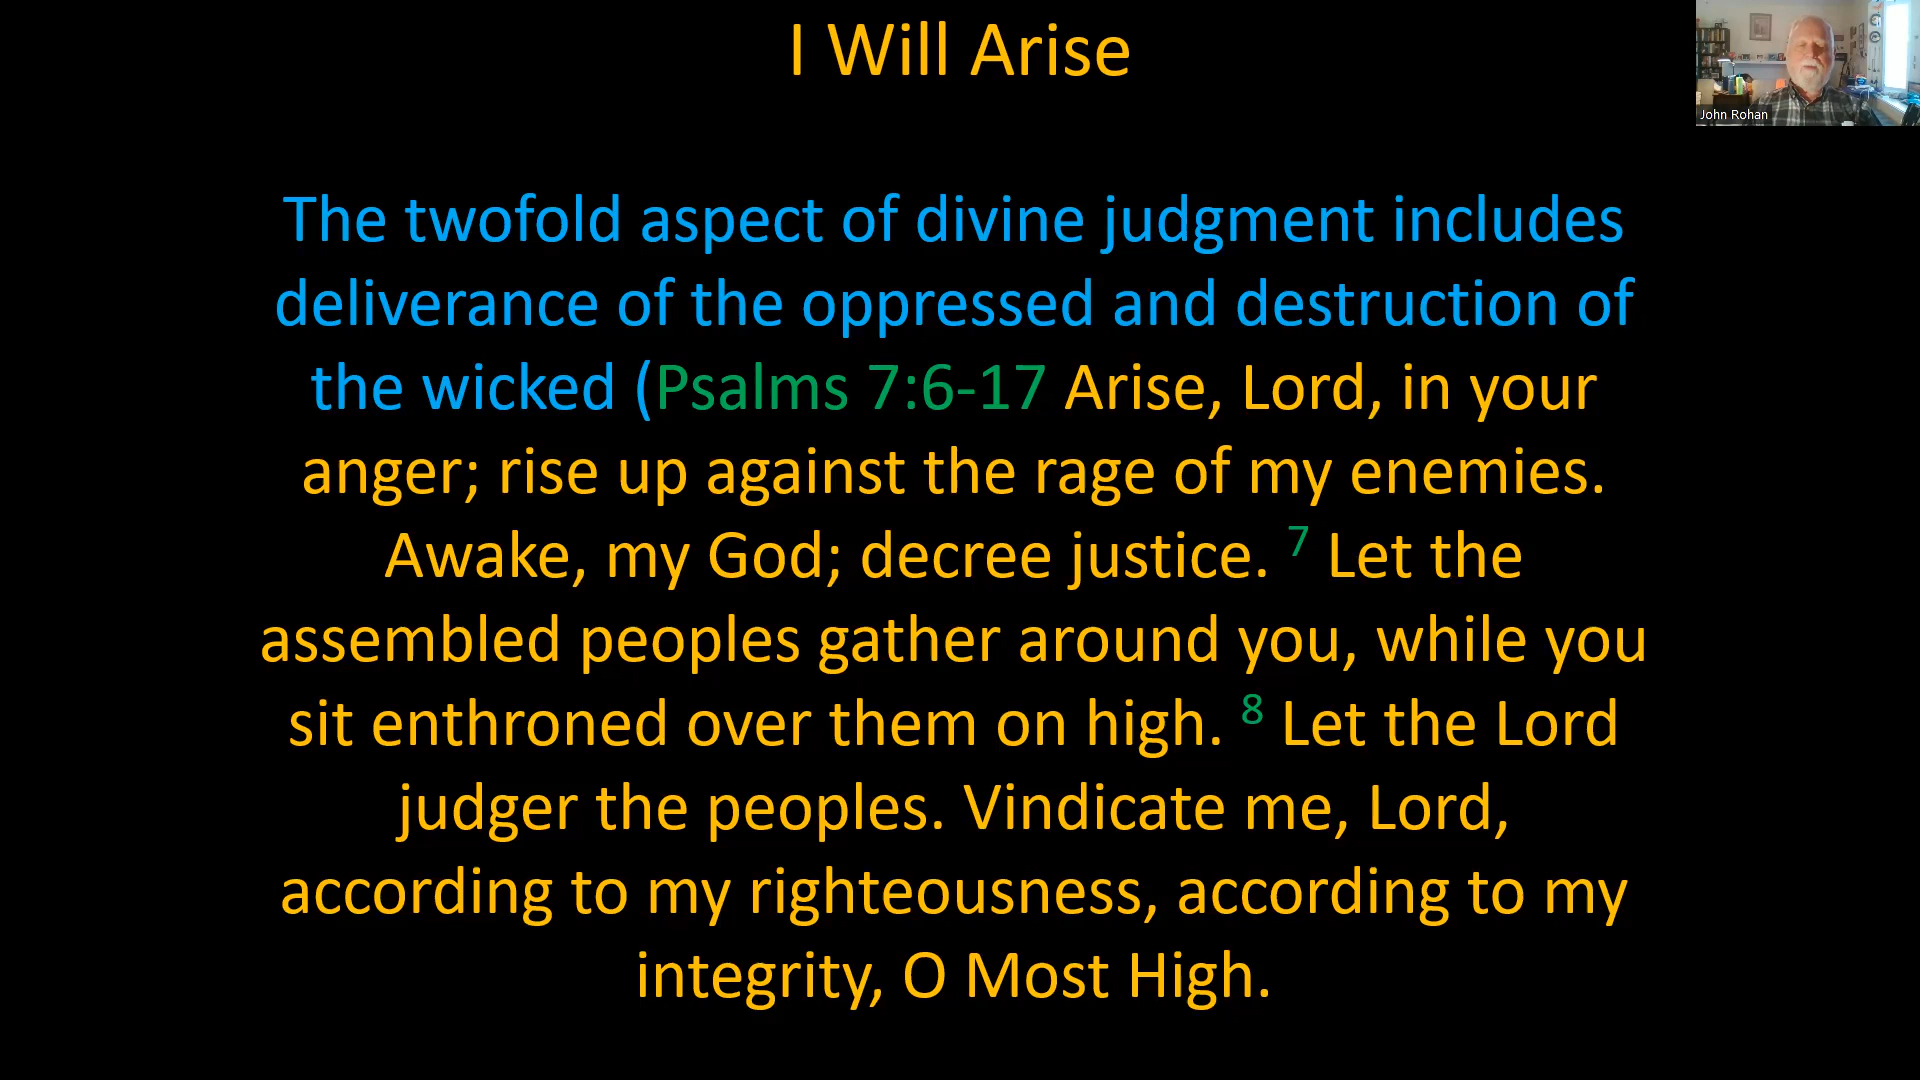 I Will Arise
John Rohan
The twofold aspect of divine judgment includes
deliverance of the oppressed and destruction of
the wicked (Psalms 7:6-17 Arise, Lord, in your
anger; rise up against the rage of my enemies.
Awake, my God; decree justice. 7 Let the
assembled peoples gather around you, while you
sit enthroned over them on high. 8 Let the Lord
judger the peoples. Vindicate me, Lord,
according to my righteousness, according to my
integrity, O Most High.